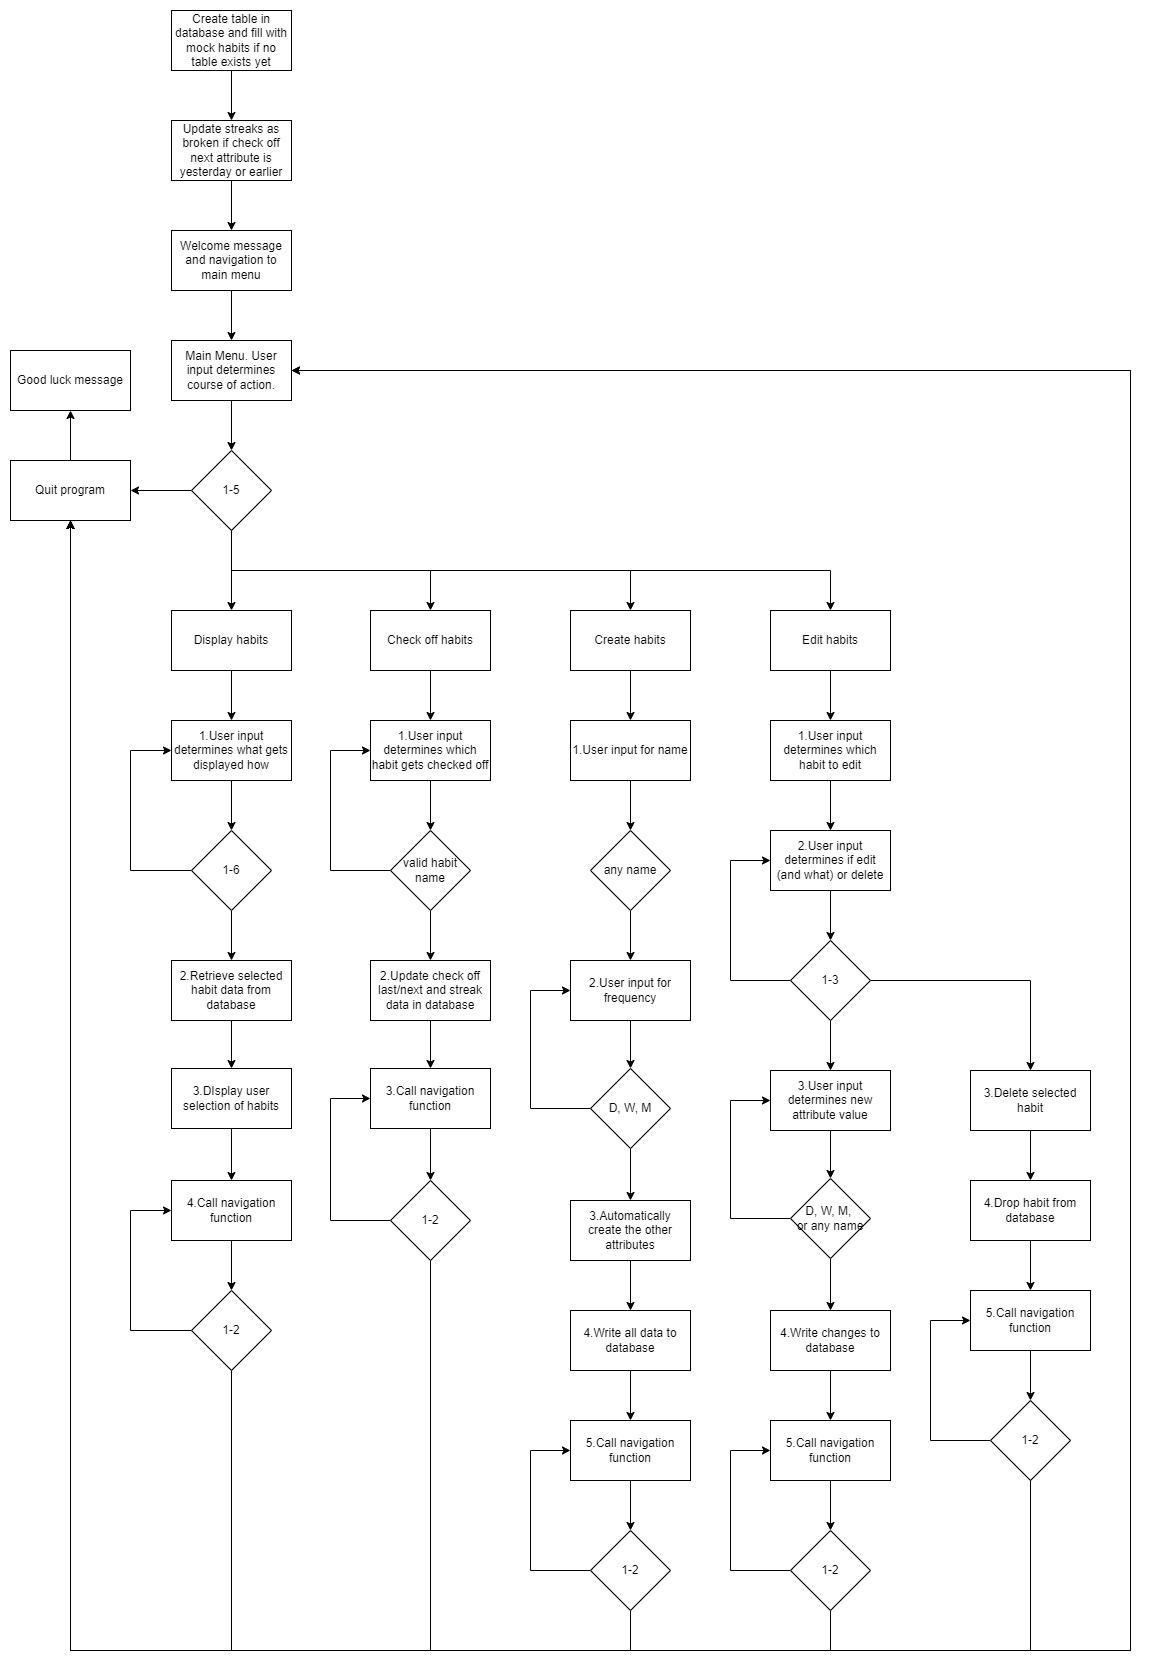 Create table in
database and fill with
mock habits if no
table exists yet
Update streaks as
broken if check off
next attribute is
yesterday or earlier
Welcome message
and navigation to
main menu
Main Menu. User
input determines
course of action.
Good luck message
Quit program
1-5
Display habits
Check off habits
Create habits
Edit habits
1.User input
determines what gets
displayed how
1.User input
determines which
habit gets checked off
1.User input for name
1.User input
determines which
habit to edit
1-6
valid habit
name
any name
2.User input
determines if edit
(and what) or delete
2.Retrieve selected
habit data from
database
2.Update check off
last/next and streak
data in database
2.User input for
frequency
1-3
3.DIsplay user
selection of habits
3.Call navigation
function
D, W, M
3.User input
determines new
attribute value
3.Delete selected
habit
4.Call navigation
function
1-2
3.Automatically
create the other
attributes
D, W, M,
or any name
4.Drop habit from
database
1-2
4.Write all data to
database
4.Write changes to
database
5.Call navigation
function
5.Call navigation
function
5.Call navigation
function
1-2
1-2
1-2